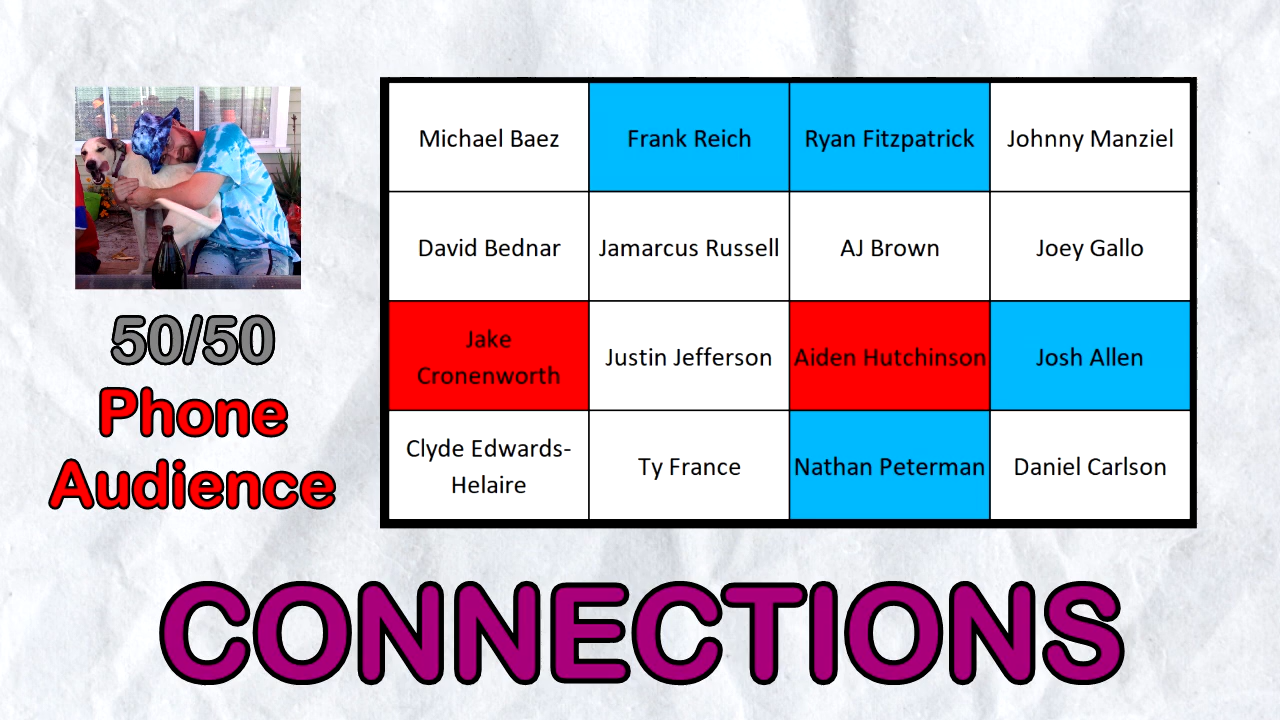 Michael Baez
Frank Reich
Ryan Fitzpatrick
Johnny Manziel
David Bednar
Jamarcus Russell
AJ Brown
Joey Gallo
Jake
Cronenworth
Justin Jefferson
Aiden Hutchinson
Josh Allen
Clyde Edwards-
Helaire
Ty France
Nathan Peterman
Daniel Carlson
50/50
Phone
Audience
CONNECTIONS